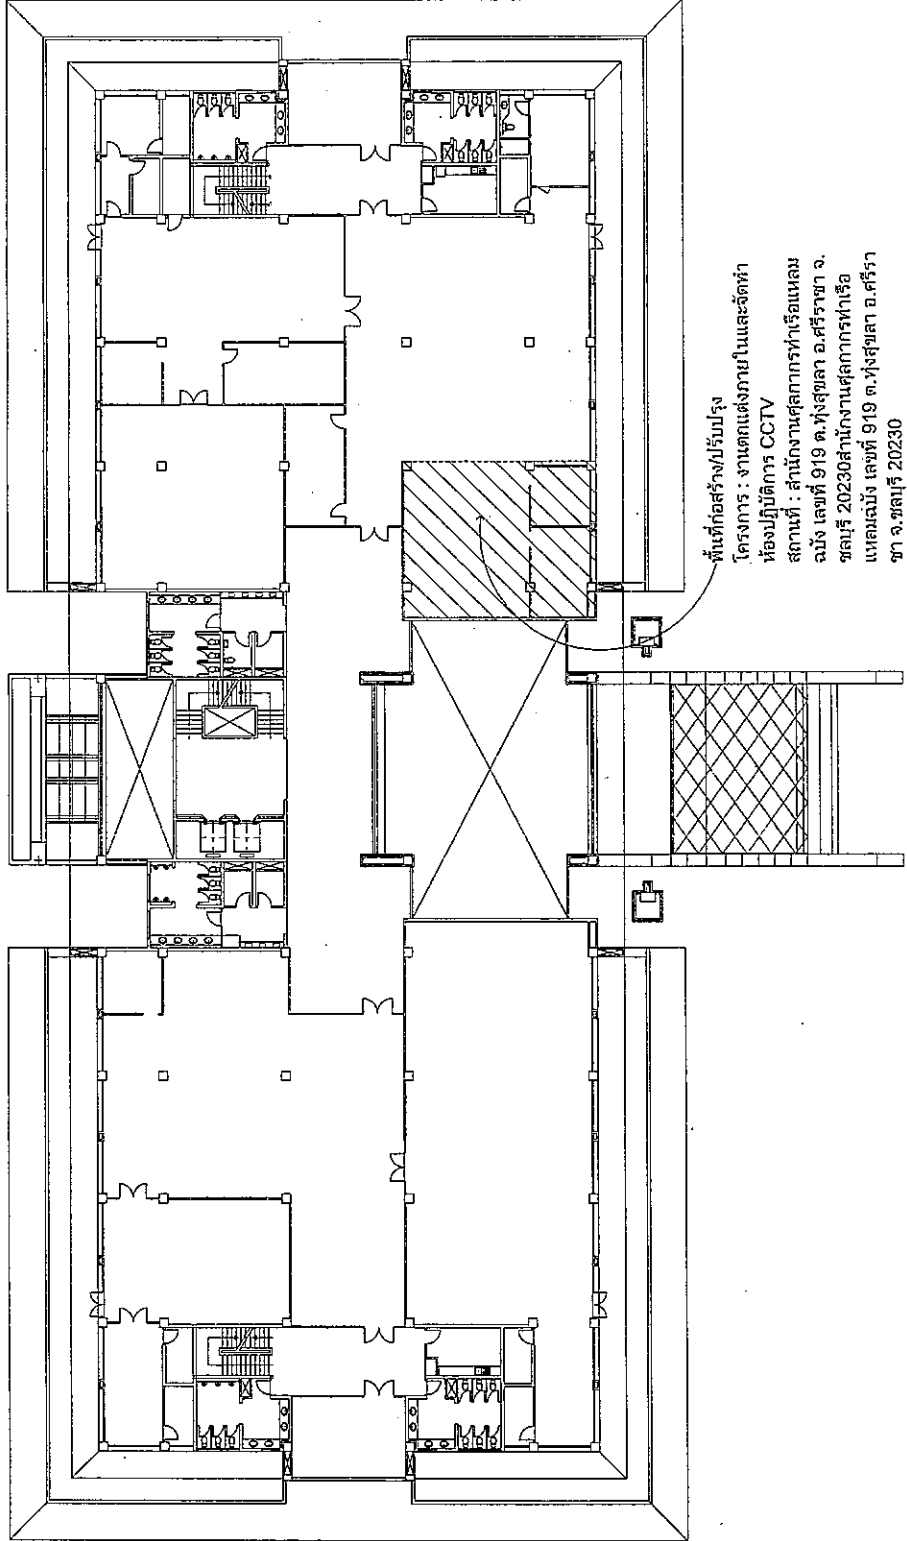 พื้นที่ก่อสร้าง/ปรับปรุง
โครงการ : งานตกแต่งภายในและจัดทำ
ห้องปฏิบัติการ CCTV
สถานที่ : สำนักงานศุลกากรท่าเรือแหลม
ฉบัง เลขที่ 919 ต.ทุ่งสุขลา อ.ศรีราชา จ.
ชลบุรี 20230สำนักงานศุลกากรท่าเรือ
แหลมฉบัง เลขที่ 919 ต.ทุ่งสุขลา อ.ศรีรา
ชา จ.ชลบุรี 20230